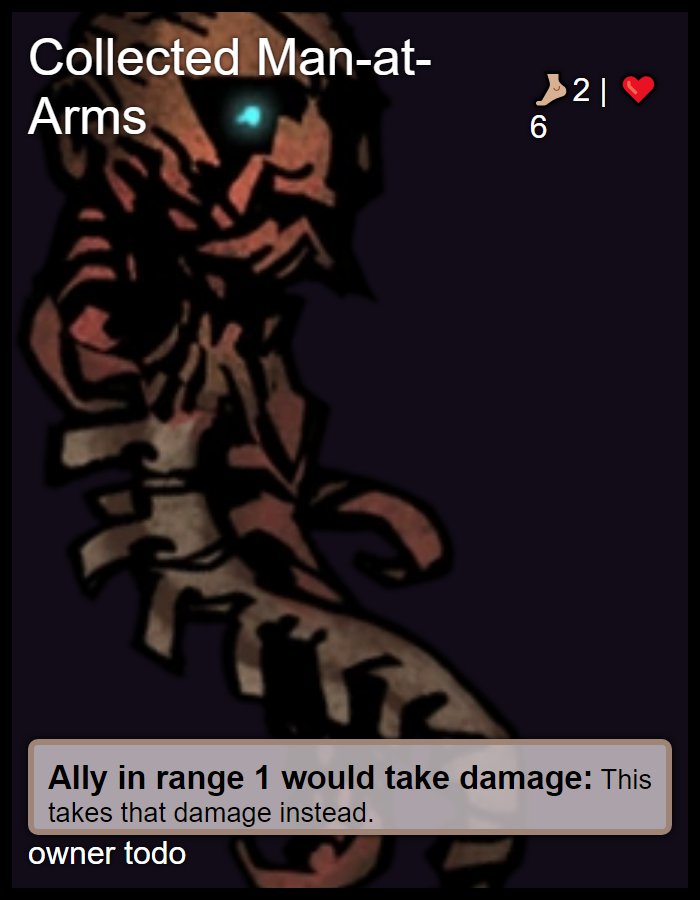 Collected Man-at-
Arms
🦶🏼2 | ❤️
6
Ally in range 1 would take damage: This
takes that damage instead.
owner todo